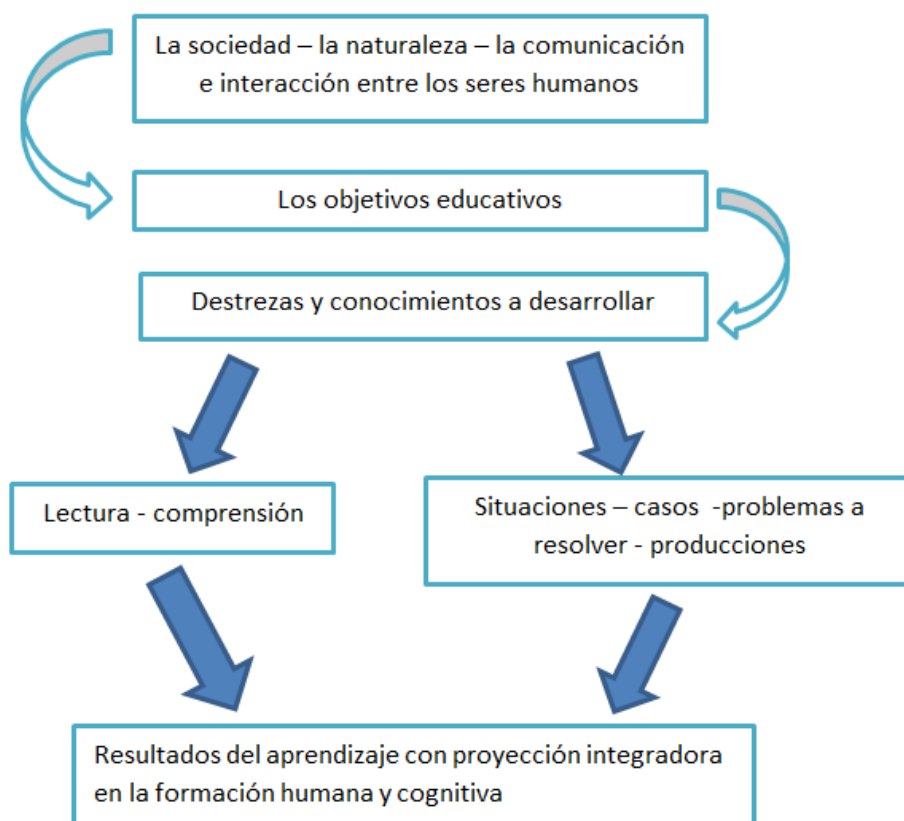 La sociedad – la naturaleza – la comunicación
e interacción entre los seres humanos
Los objetivos educativos
Destrezas y conocimientos a desarrollar
Lectura - comprensión
Situaciones – casos -problemas a
resolver - producciones
Resultados del aprendizaje con proyección integradora
en la formación humana y cognitiva